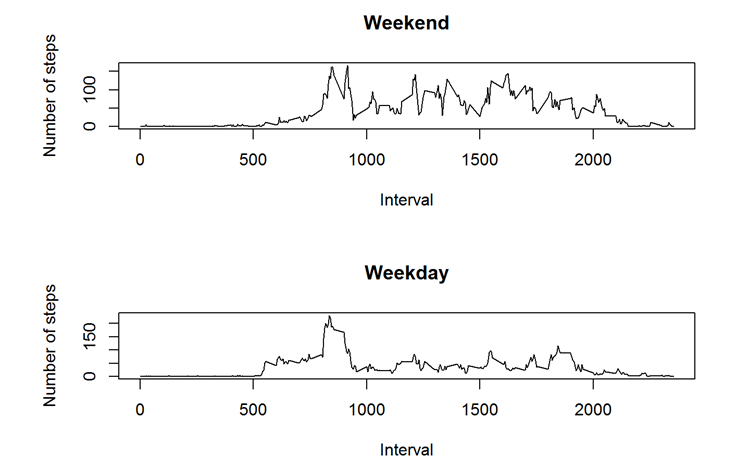 Weekend
Number of steps
100
0
0 500 1000 1500 2000
Interval
Weekday
Number of steps
150
0
0 500 1000 1500 2000
Interval